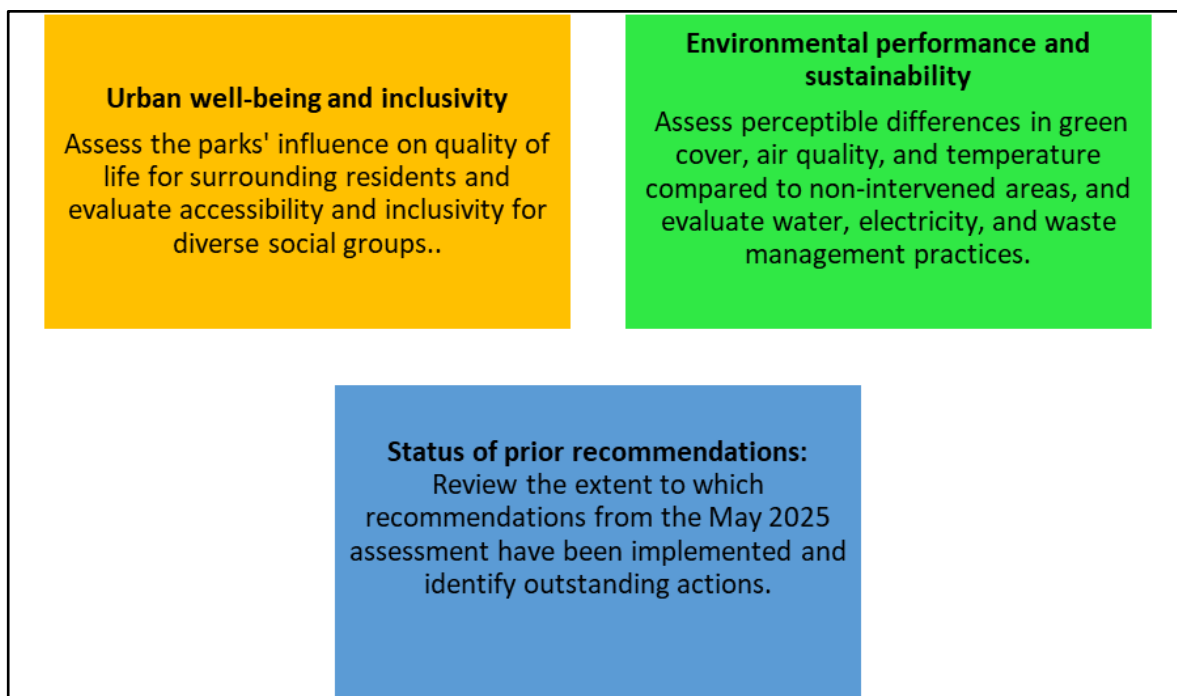 Urban well-being and inclusivity
Assess the parks' influence on quality of
life for surrounding residents and
evaluate accessibility and inclusivity for
diverse social groups..
Environmental performance and
sustainability
Assess perceptible differences in green
cover, air quality, and temperature
compared to non-intervened areas, and
evaluate water, electricity, and waste
management practices.
Status of prior recommendations:
Review the extent to which
recommendations from the May 2025
assessment have been implemented and
identify outstanding actions.